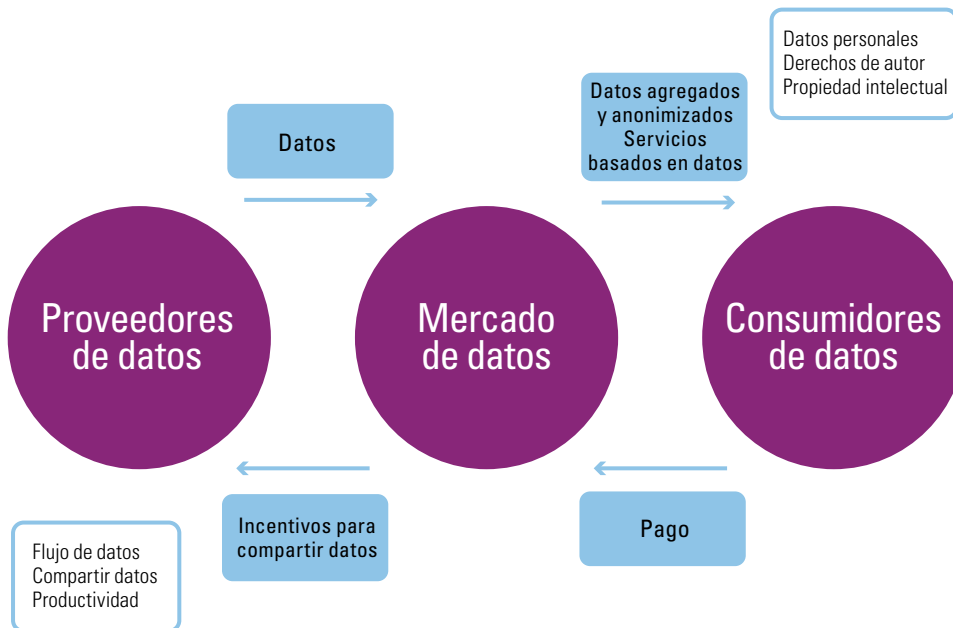 Datos personales
Derechos de autor
Propiedad intelectual
Datos
Datos agregados
y anonimizados
Servicios
basados en datos
Proveedores
de datos
Mercado
de datos
Consumidores
de datos
Incentivos para
compartir datos
Pago
Flujo de datos
Compartir datos
Productividad